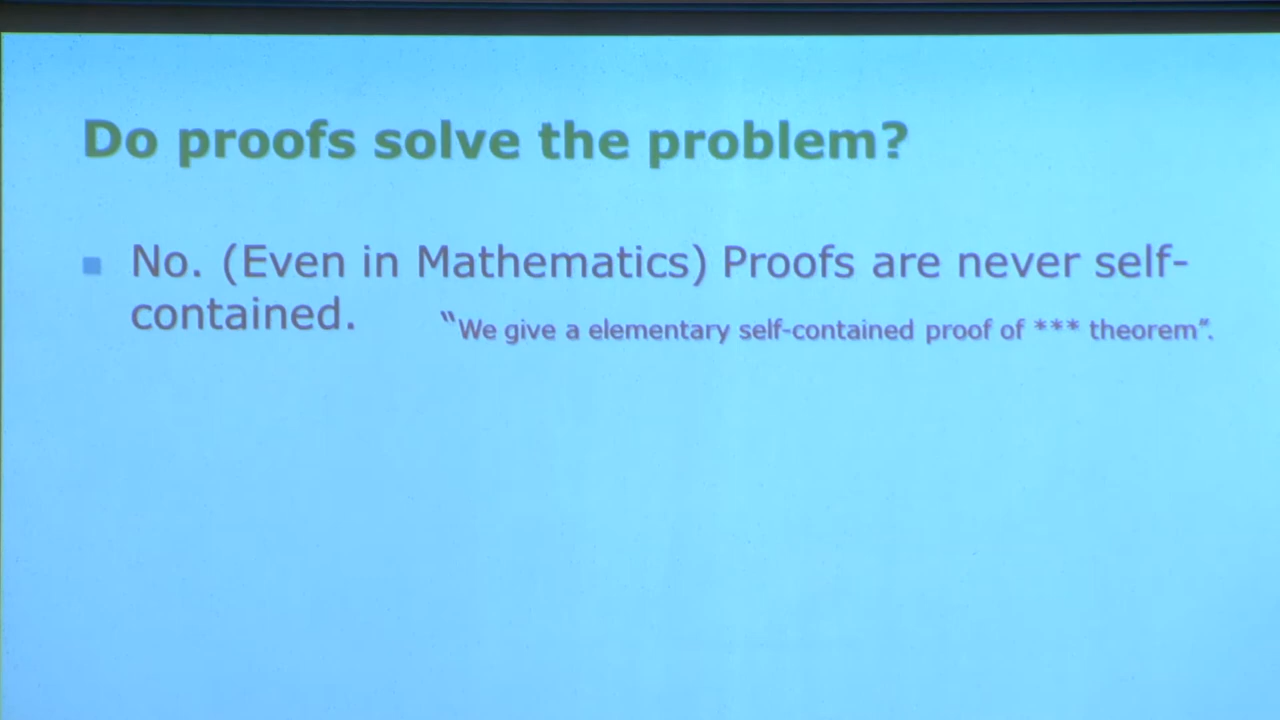 Do proofs solve the problem?
No. (Even in Mathematics) Proofs are never self-
contained. “We give a elementary self-contained proof of *** theorem”.